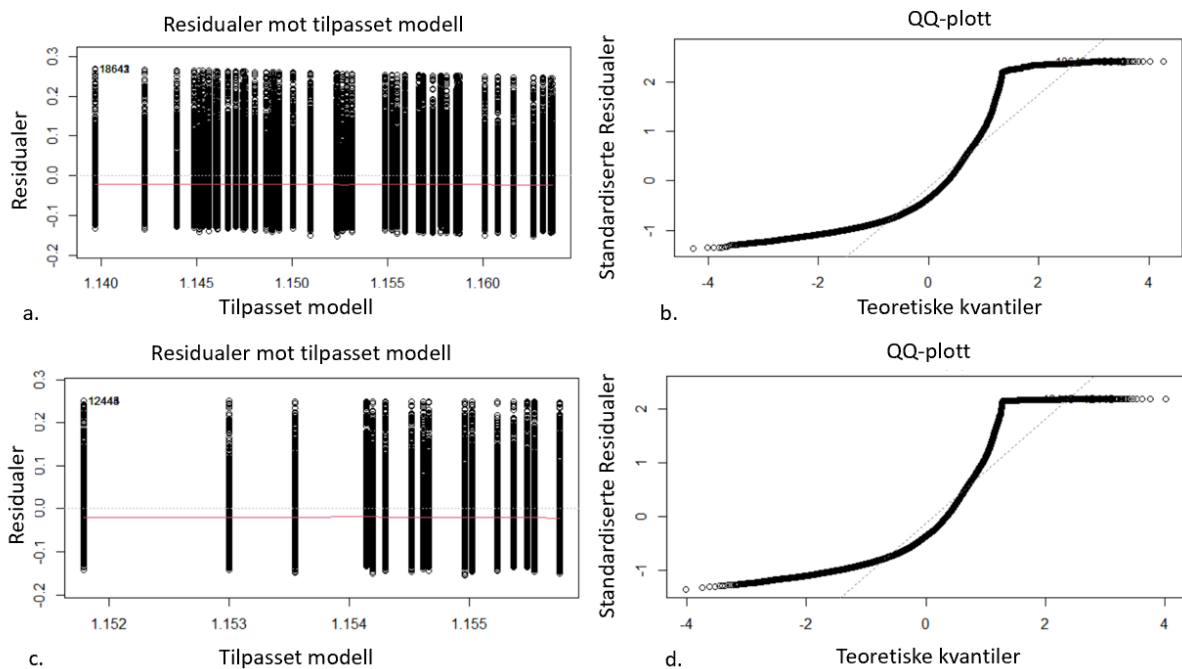 Residualer mot tilpasset modell
Residualer
0.3
0.2
0.1
0.0
-0.1
-0.2
1.140
1.145
1.150
1.155
1.160
Tilpasset modell
a.
QQ-plott
Standardiserte Residualer
2
1
0
-1
-4
-2
0
2
4
Teoretiske kvantiler
b.
Residualer mot tilpasset modell
Residualer
0.3
0.2
0.1
0.0
-0.1
-0.2
1.152
1.153
1.154
1.155
Tilpasset modell
c.
QQ-plott
Standardiserte Residualer
2
1
0
-1
-4
-2
0
2
4
Teoretiske kvantiler
d.